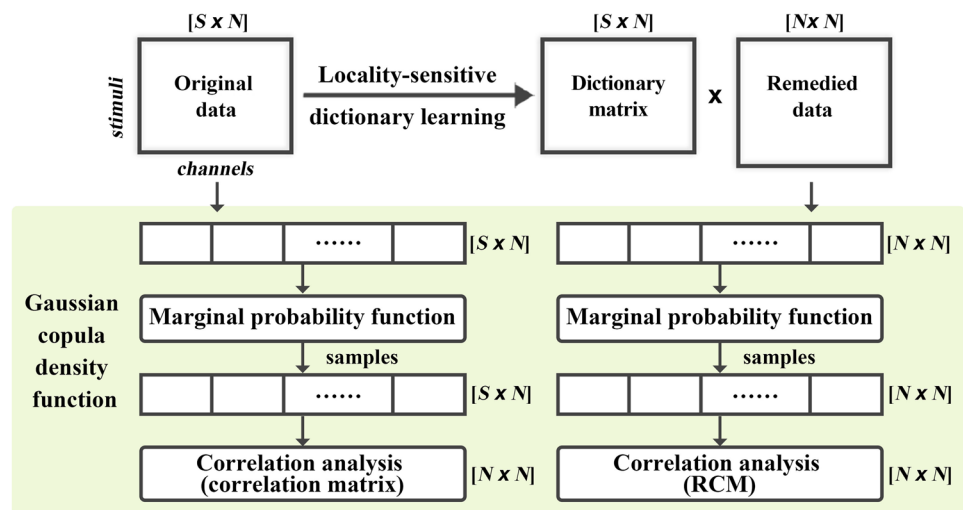 [S x N]
[S x N]
[Nx N]
stimuli
Original
data
Locality-sensitive
dictionary learning
Dictionary
matrix
x
Remedied
data
channels
...... [S x N]
...... [N x N]
Gaussian
copula
density
function
Marginal probability function
Marginal probability function
samples
samples
...... [S x N]
...... [N x N]
Correlation analysis
(correlation matrix)
[N x N]
Correlation analysis
(RCM)
[N x N]